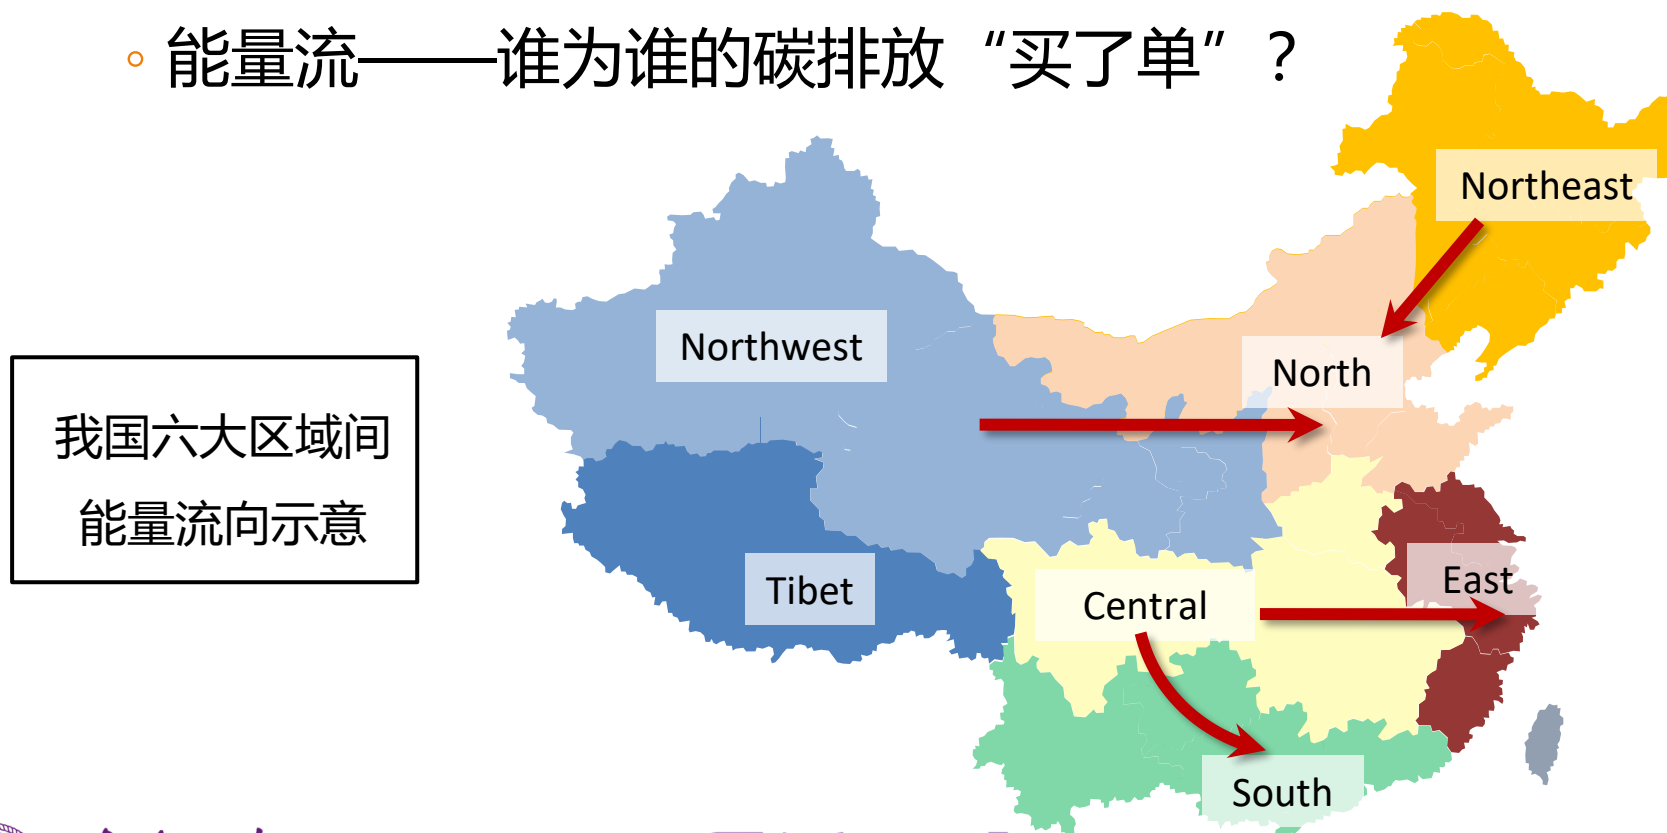 能量流——谁为谁的碳排放“买了单”？
Northeast
Northwest
North
我国六大区域间
能量流向示意
Tibet
Central
East
South